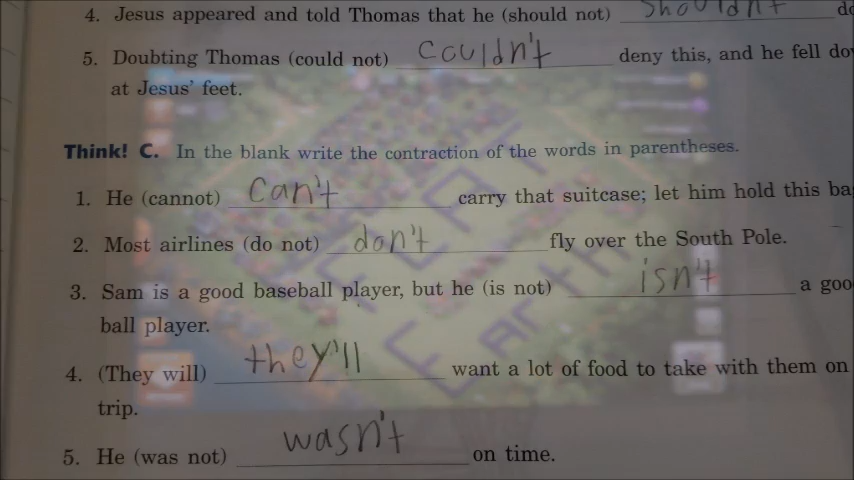 4. Jesus appeared and told Thomas that he (should not) shouldn't
5. Doubting Thomas (could not) couldn't deny this, and he fell
at Jesus' feet.
Think! C. In the blank write the contraction of the words in parentheses.
1. He (cannot) can't carry that suitcase; let him hold this
2. Most airlines (do not) don't fly over the South Pole.
3. Sam is a good baseball player, but he (is not) isn't a
ball player.
4. (They will) they'll want a lot of food to take with them on
trip.
5. He (was not) wasn't on time.